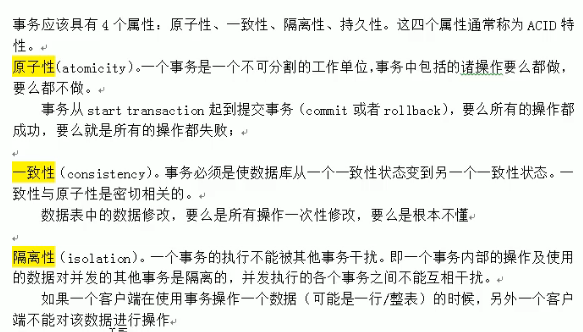 事务应该具有 4 个属性：原子性、一致性、隔离性、持久性。这四个属性通常称为 ACID 特
性。
原子性(atomicity)。一个事务是一个不可分割的工作单位，事务中包括的诸操作要么都做，
要么都不做。
事务从 start transaction 起到提交事务（commit 或者 rollback），要么所有的操作都
成功，要么就是所有的操作都失败；
一致性（consistency）。事务必须是使数据库从一个一致性状态变到另一个一致性状态。一
致性与原子性是密切相关的。
数据表中的数据修改，要么是所有操作一次性修改，要么是根本不懂
隔离性（isolation）。一个事务的执行不能被其他事务干扰。即一个事务内部的操作及使用
的数据对并发的其他事务是隔离的，并发执行的各个事务之间不能互相干扰。
如果一个客户端在使用事务操作一个数据（可能是一行/整表）的时候，另外一个客户
端不能对该数据进行操作